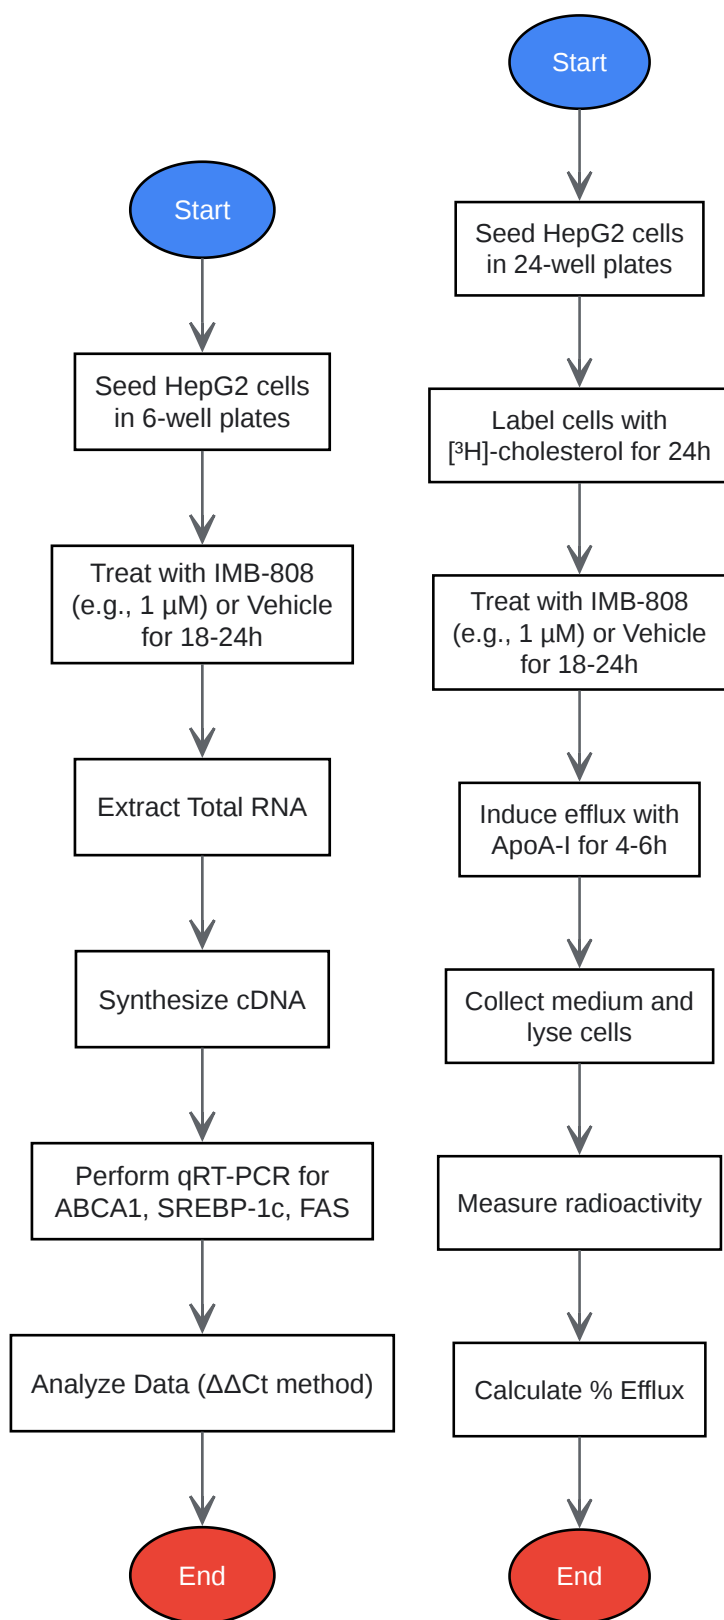 Start
Seed HepG2 cells
in 6-well plates
Treat with IMB-808
(e.g., 1 µM) or Vehicle
for 18-24h
Extract Total RNA
Synthesize cDNA
Perform qRT-PCR for
ABCA1, SREBP-1c, FAS
Analyze Data (ΔΔCt method)
End
Start
Seed HepG2 cells
in 24-well plates
Label cells with
[³H]-cholesterol for 24h
Treat with IMB-808
(e.g., 1 µM) or Vehicle
for 18-24h
Induce efflux with
ApoA-I for 4-6h
Collect medium and
lyse cells
Measure radioactivity
Calculate % Efflux
End